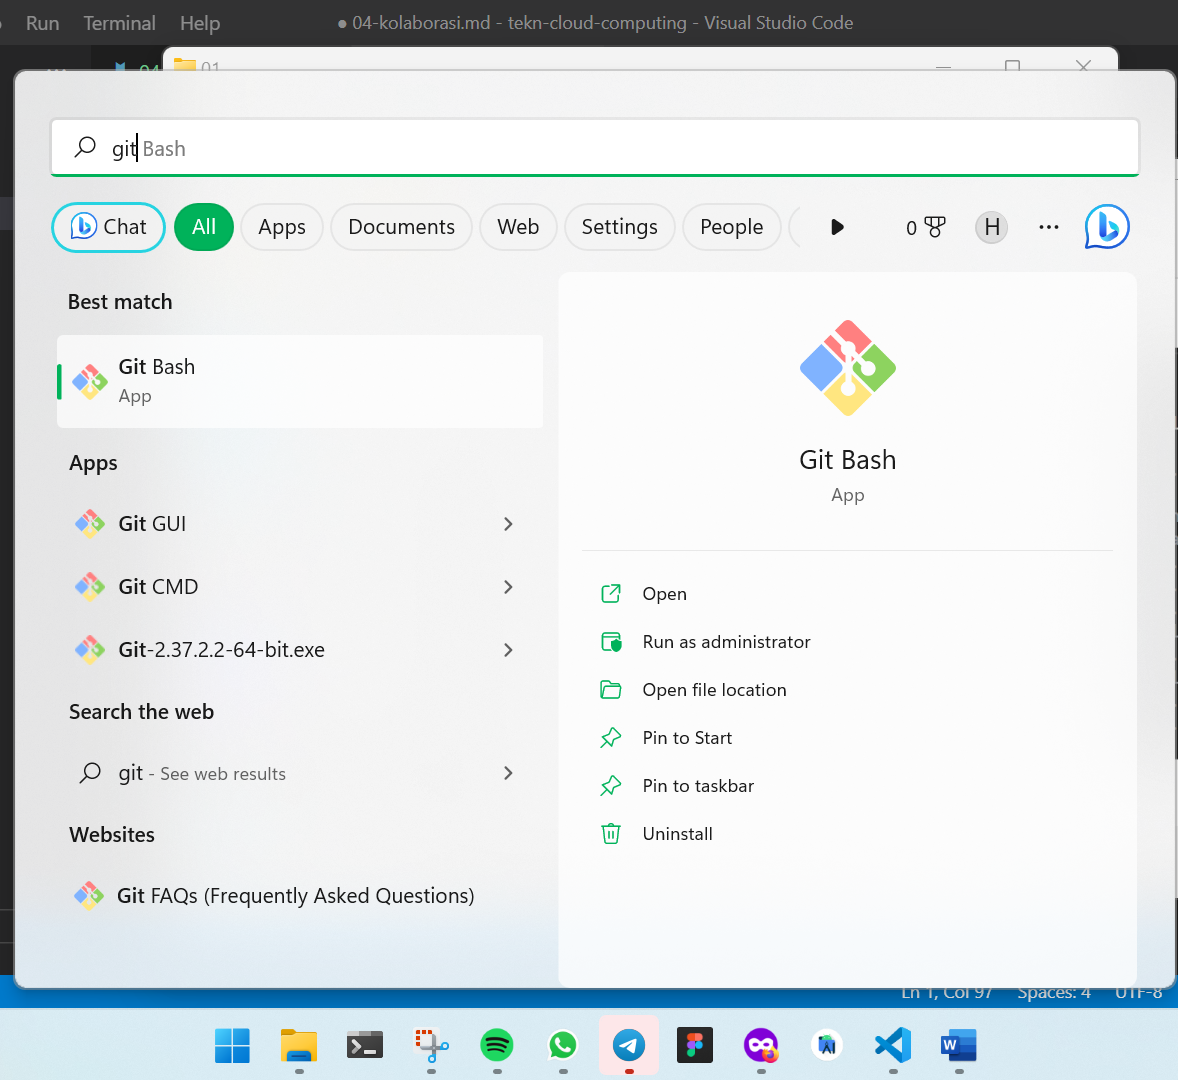 Run Terminal Help ● 04-kolaborasi.md - tekn-cloud-computing - Visual Studio Code
04 01
git Bash
Chat All Apps Documents Web Settings People 0 H ...
Best match
Git Bash
App
Apps
Git GUI
Git CMD
Git-2.37.2.2-64-bit.exe
Search the web
git - See web results
Websites
Git FAQs (Frequently Asked Questions)
Git Bash
App
Open
Run as administrator
Open file location
Pin to Start
Pin to taskbar
Uninstall
Ln 1, Col 97 Spaces: 4 UTF-8
AI W